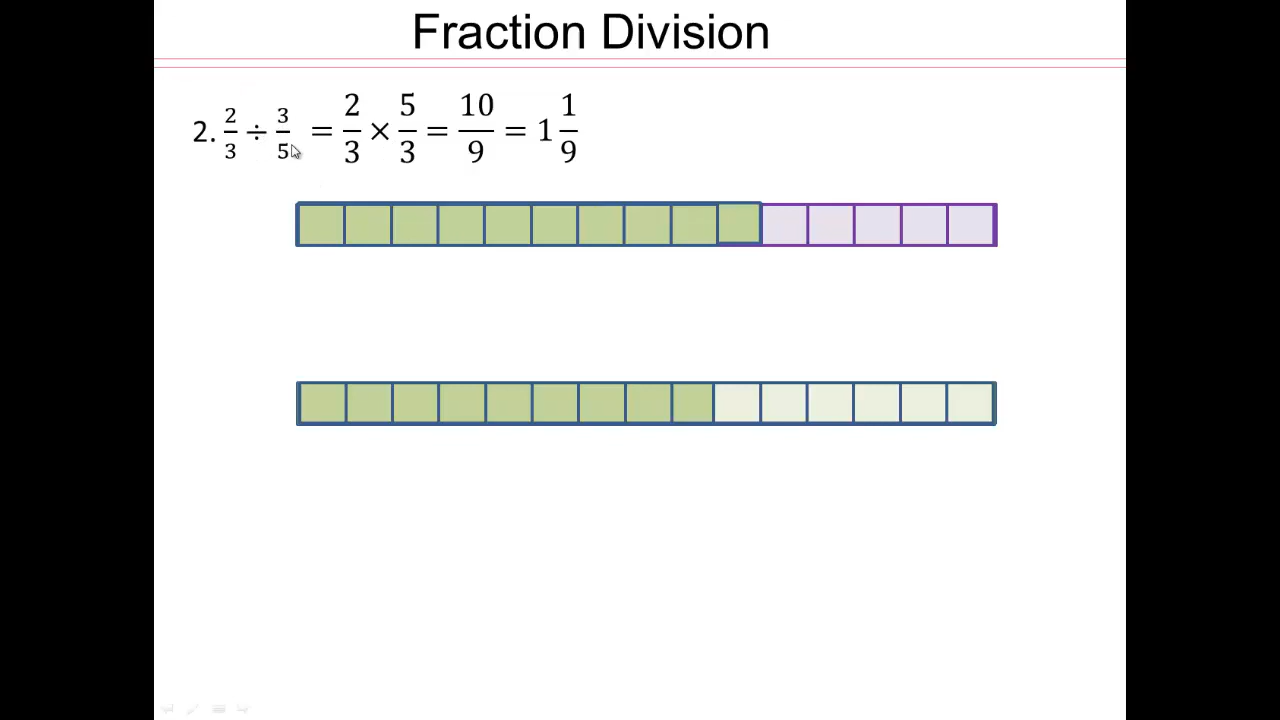 Fraction Division
2. 2/3 ÷ 3/5 = 2/3 × 5/3 = 10/9 = 1 1/9